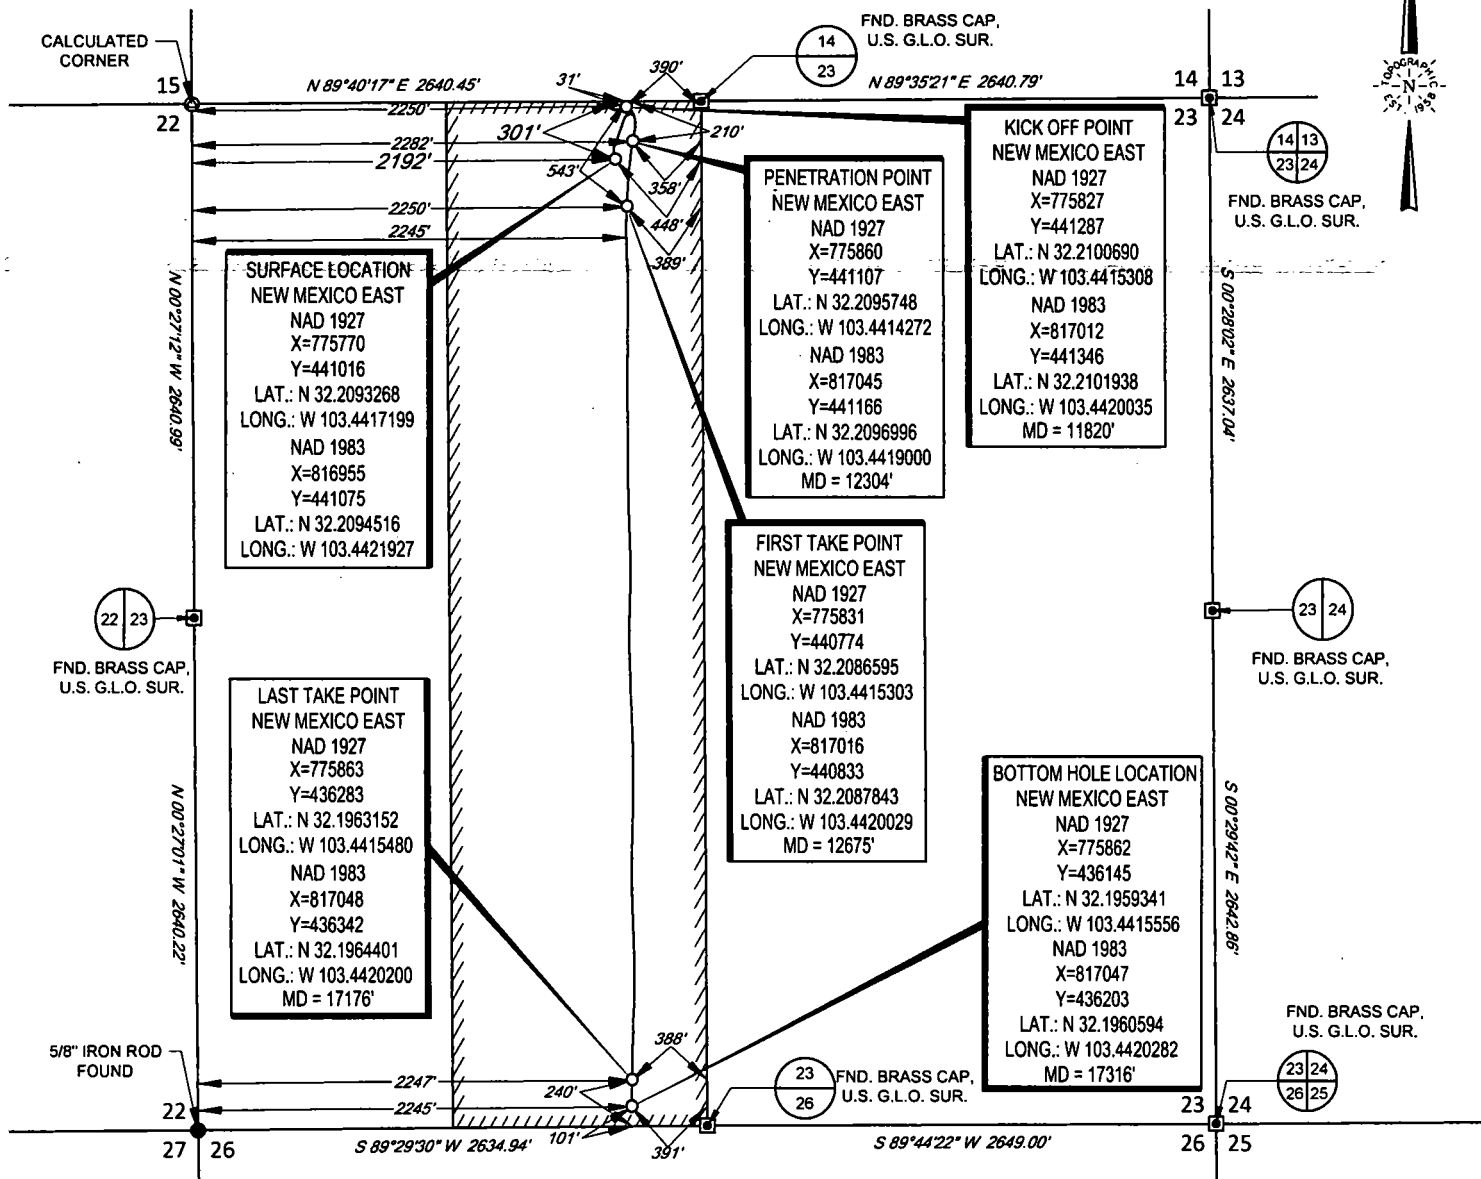 CALCULATED
CORNER
15
22
N 89°40'17" E 2640.45'
31'
390'
14
23
FND. BRASS CAP,
U.S. G.L.O. SUR.
N 89°35'21" E 2640.79'
14 13
23 24
TOPOGRAPHIC
N
EST. 1958
14 13
23 24
FND. BRASS CAP,
U.S. G.L.O. SUR.
2250'
301'
210'
2282'
2192'
543'
358'
448'
2250'
2245'
389'
KICK OFF POINT
NEW MEXICO EAST
NAD 1927
X=775827
Y=441287
LAT.: N 32.2100690
LONG.: W 103.4415308
NAD 1983
X=817012
Y=441346
LAT.: N 32.2101938
LONG.: W 103.4420035
MD = 11820'
PENETRATION POINT
NEW MEXICO EAST
NAD 1927
X=775860
Y=441107
LAT.: N 32.2095748
LONG.: W 103.4414272
NAD 1983
X=817045
Y=441166
LAT.: N 32.2096996
LONG.: W 103.4419000
MD = 12304'
SURFACE LOCATION
NEW MEXICO EAST
NAD 1927
X=775770
Y=441016
LAT.: N 32.2093268
LONG.: W 103.4417199
NAD 1983
X=816955
Y=441075
LAT.: N 32.2094516
LONG.: W 103.4421927
N 00°27'12" W 2640.99'
S 00°28'02" E 2637.04'
FIRST TAKE POINT
NEW MEXICO EAST
NAD 1927
X=775831
Y=440774
LAT.: N 32.2086595
LONG.: W 103.4415303
NAD 1983
X=817016
Y=440833
LAT.: N 32.2087843
LONG.: W 103.4420029
MD = 12675'
22 23
FND. BRASS CAP,
U.S. G.L.O. SUR.
23 24
FND. BRASS CAP,
U.S. G.L.O. SUR.
LAST TAKE POINT
NEW MEXICO EAST
NAD 1927
X=775863
Y=436283
LAT.: N 32.1963152
LONG.: W 103.4415480
NAD 1983
X=817048
Y=436342
LAT.: N 32.1964401
LONG.: W 103.4420200
MD = 17176'
BOTTOM HOLE LOCATION
NEW MEXICO EAST
NAD 1927
X=775862
Y=436145
LAT.: N 32.1959341
LONG.: W 103.4415556
NAD 1983
X=817047
Y=436203
LAT.: N 32.1960594
LONG.: W 103.4420282
MD = 17316'
N 00°27'01" W 2640.22'
S 00°29'42" E 2642.86'
5/8" IRON ROD
FOUND
22
27 26
2247'
240'
2245'
388'
101'
391'
S 89°29'30" W 2634.94'
23
26
FND. BRASS CAP,
U.S. G.L.O. SUR.
S 89°44'22" W 2649.00'
FND. BRASS CAP,
U.S. G.L.O. SUR.
23 24
26 25
23 24
26 25